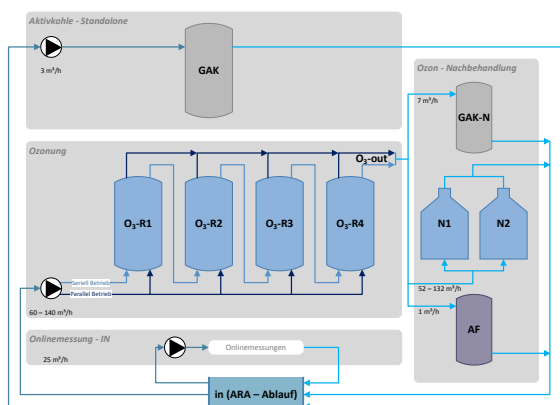 Aktivkohle - Standalone
GAK
3 m³/h
Ozon - Nachbehandlung
7 m³/h
GAK-N
Ozonung
O₃-out
O₃-R1
O₃-R2
O₃-R3
O₃-R4
N1
N2
Seriell Betrieb
Parallel Betrieb
60 – 140 m³/h
52 – 132 m³/h
1 m³/h
AF
Onlinemessung - IN
Onlinemessungen
25 m³/h
in (ARA – Ablauf)